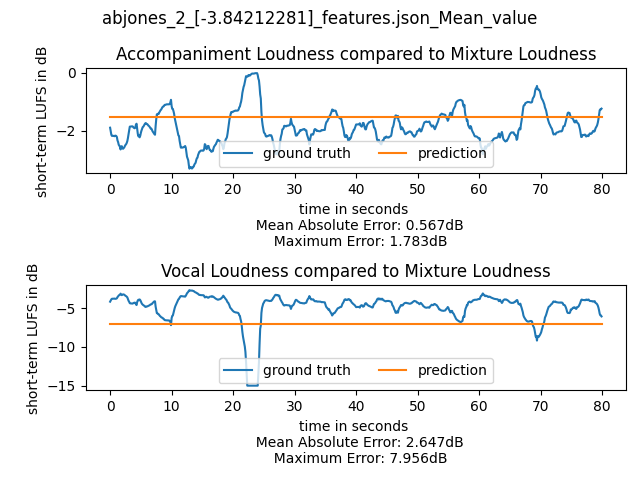 abjones_2_[-3.84212281]_features.json_Mean_value
Accompaniment Loudness compared to Mixture Loudness
short-term LUFS in dB
0
−2
ground truth
prediction
0 10 20 30 40 50 60 70 80
time in seconds
Mean Absolute Error: 0.567dB
Maximum Error: 1.783dB
Vocal Loudness compared to Mixture Loudness
short-term LUFS in dB
−5
−10
−15
ground truth
prediction
0 10 20 30 40 50 60 70 80
time in seconds
Mean Absolute Error: 2.647dB
Maximum Error: 7.956dB